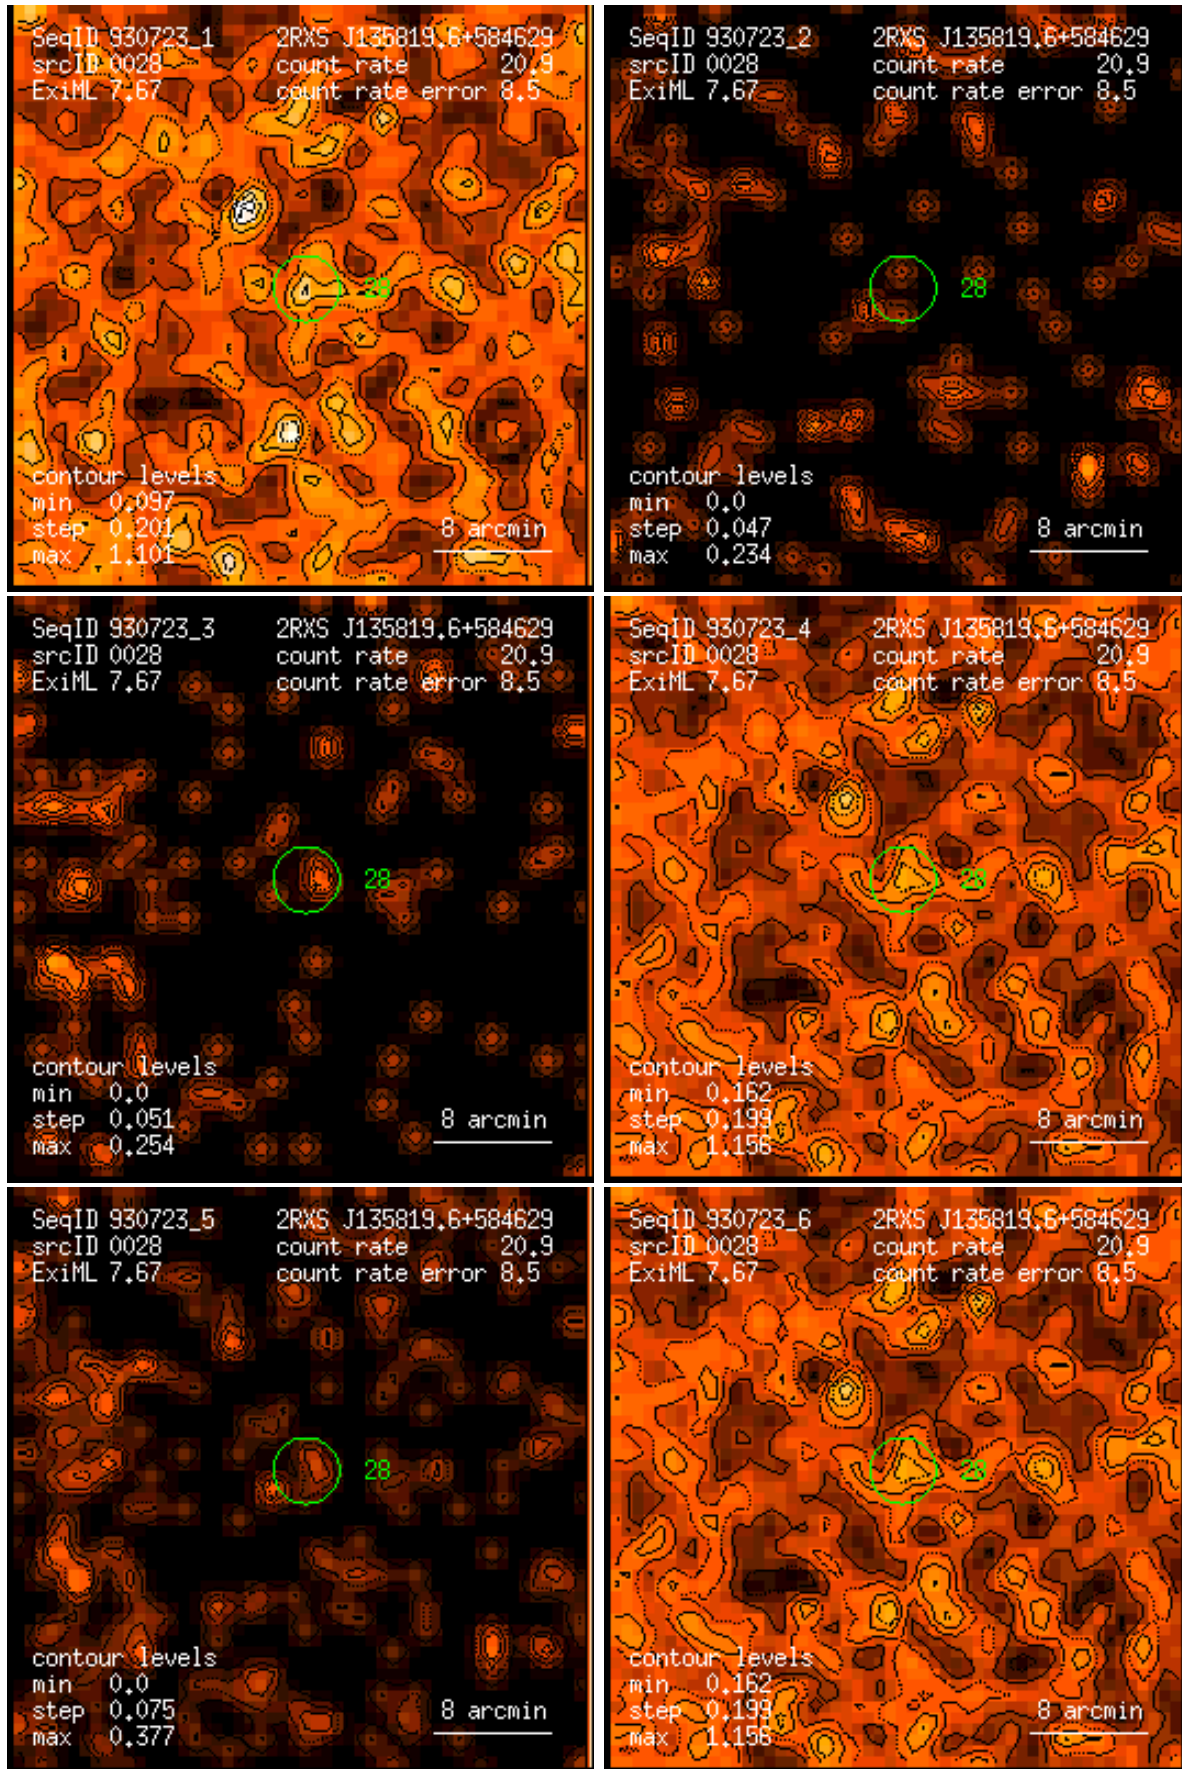 SeqID 930723_1 2RXS J135819.6+584629
srcID 0028 count rate 20.9
ExiML 7.67 count rate error 8.5
28
contour levels
min 0.097
step 0.201
max 1.101
8 arcmin
SeqID 930723_2 2RXS J135819.6+584629
srcID 0028 count rate 20.9
ExiML 7.67 count rate error 8.5
28
contour levels
min 0.0
step 0.047
max 0.234
8 arcmin
SeqID 930723_3 2RXS J135819.6+584629
srcID 0028 count rate 20.9
ExiML 7.67 count rate error 8.5
28
contour levels
min 0.0
step 0.051
max 0.254
8 arcmin
SeqID 930723_4 2RXS J135819.6+584629
srcID 0028 count rate 20.9
ExiML 7.67 count rate error 8.5
28
contour levels
min 0.162
step 0.199
max 1.156
8 arcmin
SeqID 930723_5 2RXS J135819.6+584629
srcID 0028 count rate 20.9
ExiML 7.67 count rate error 8.5
28
contour levels
min 0.0
step 0.075
max 0.377
8 arcmin
SeqID 930723_6 2RXS J135819.6+584629
srcID 0028 count rate 20.9
ExiML 7.67 count rate error 8.5
28
contour levels
min 0.162
step 0.199
max 1.156
8 arcmin